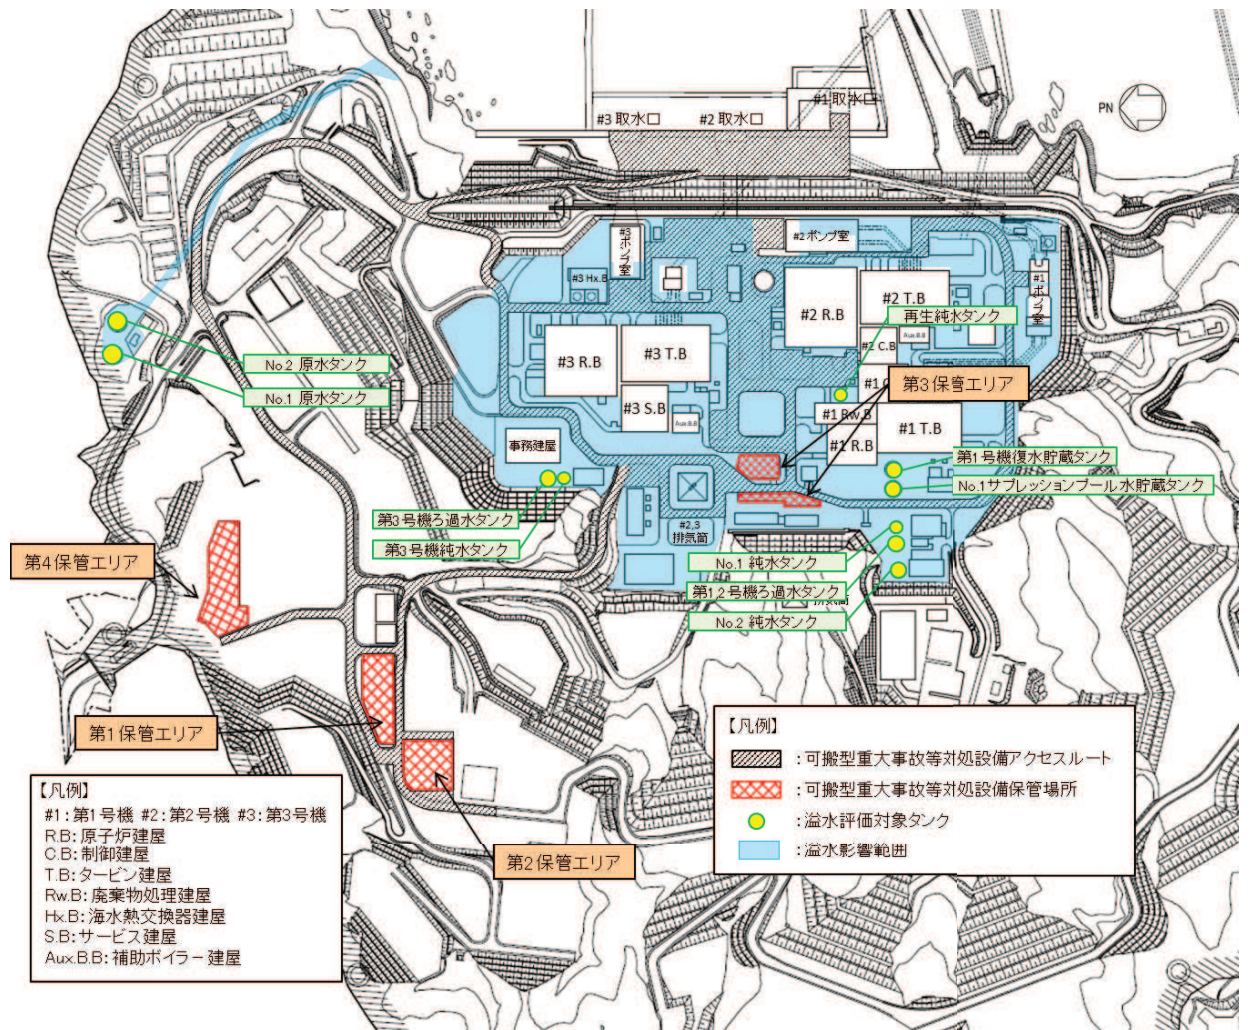 #1 取水口
#3 取水口
#2 取水口
PN
#3 ポンプ室
#2 ポンプ室
#3 Hx.B
#1 ポンプ室
#2 R.B
#2 T.B
再生純水タンク
Aux.B.B
#2 C.B
#3 R.B
#3 T.B
No.2 原水タンク
No.1 原水タンク
第3保管エリア
#3 S.B
Aux.B.B
#1 Rw.B
#1 T.B
#1 R.B
事務建屋
第1号機復水貯蔵タンク
No.1サプレッションプール水貯蔵タンク
第3号機ろ過水タンク
第3号機純水タンク
#2,3
排気筒
No.1 純水タンク
第1,2号機ろ過水タンク
排気筒
No.2 純水タンク
第4保管エリア
第1保管エリア
第2保管エリア
【凡例】
:可搬型重大事故等対処設備アクセスルート
:可搬型重大事故等対処設備保管場所
:溢水評価対象タンク
:溢水影響範囲
【凡例】
#1:第1号機 #2:第2号機 #3:第3号機
R.B:原子炉建屋
C.B:制御建屋
T.B:タービン建屋
Rw.B:廃棄物処理建屋
Hx.B:海水熱交換器建屋
S.B:サービス建屋
Aux.B.B:補助ボイラー建屋